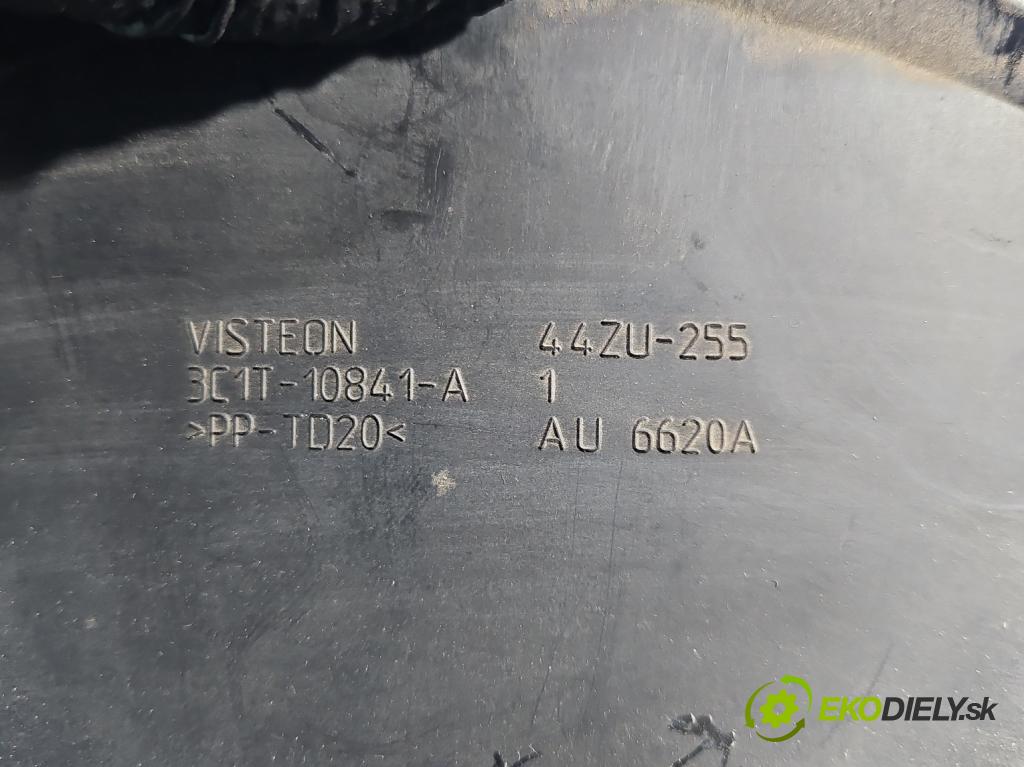 VISTEON 44ZU-255
3C1T-10841-A 1
>PP-TD20< AU 6620A
EKODIELY.sk